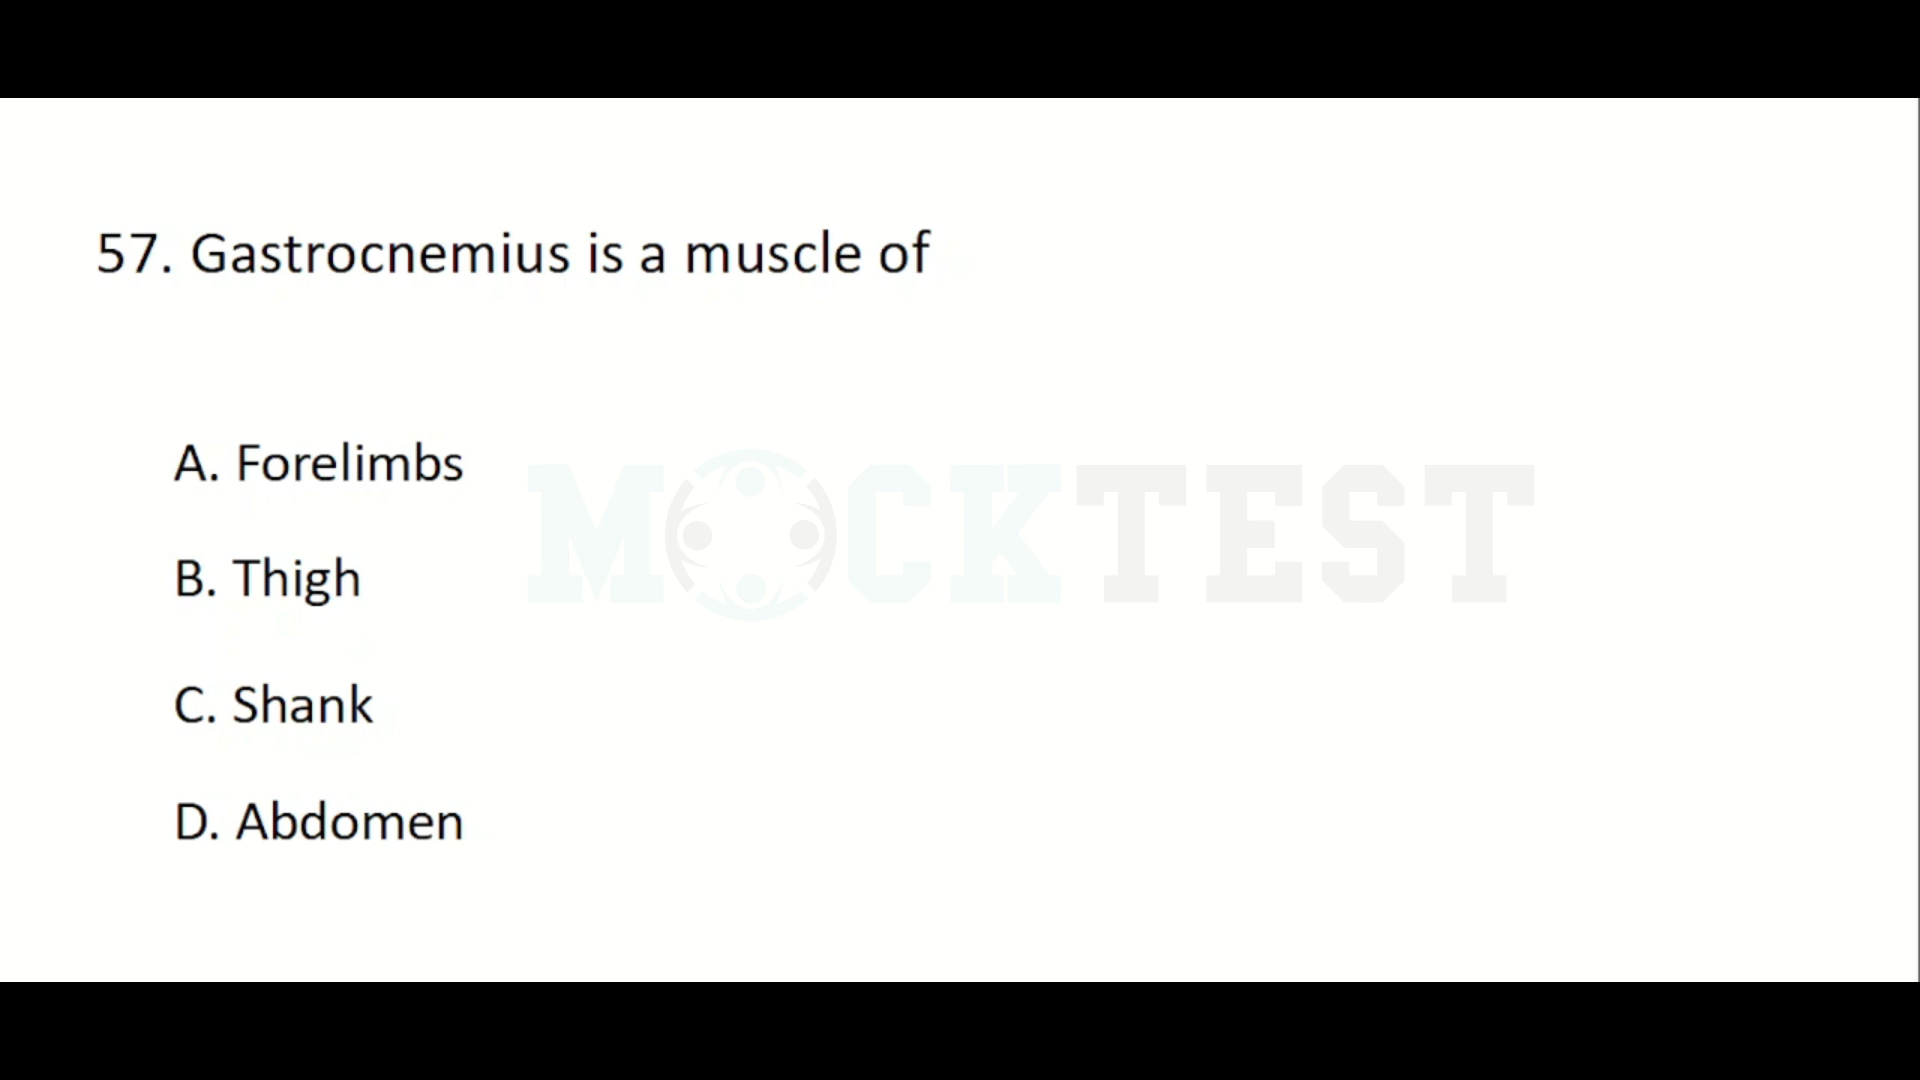 57. Gastrocnemius is a muscle of
A. Forelimbs
MOCKTEST
B. Thigh
C. Shank
D. Abdomen